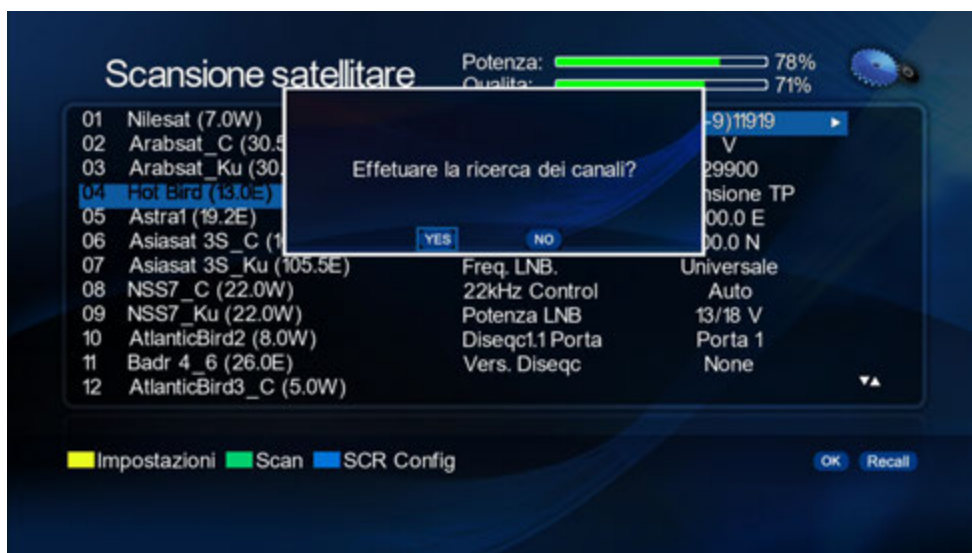 Scansione satellitare
Potenza: 78%
Qualita: 71%
01 Nilesat (7.0W)
02 Arabsat_C (30.5
03 Arabsat_Ku (30.
04 Hot Bird (13.0E)
05 Astra1 (19.2E)
06 Asiasat 3S_C (1
07 Asiasat 3S_Ku (105.5E)
08 NSS7_C (22.0W)
09 NSS7_Ku (22.0W)
10 AtlanticBird2 (8.0W)
11 Badr 4_6 (26.0E)
12 AtlanticBird3_C (5.0W)
Effetuare la ricerca dei canali?
YES NO
-9)11919
V
29900
nsione TP
00.0 E
00.0 N
Freq. LNB. Universale
22kHz Control Auto
Potenza LNB 13/18 V
Diseqc1.1 Porta Porta 1
Vers. Diseqc None
Impostazioni Scan SCR Config
OK Recall